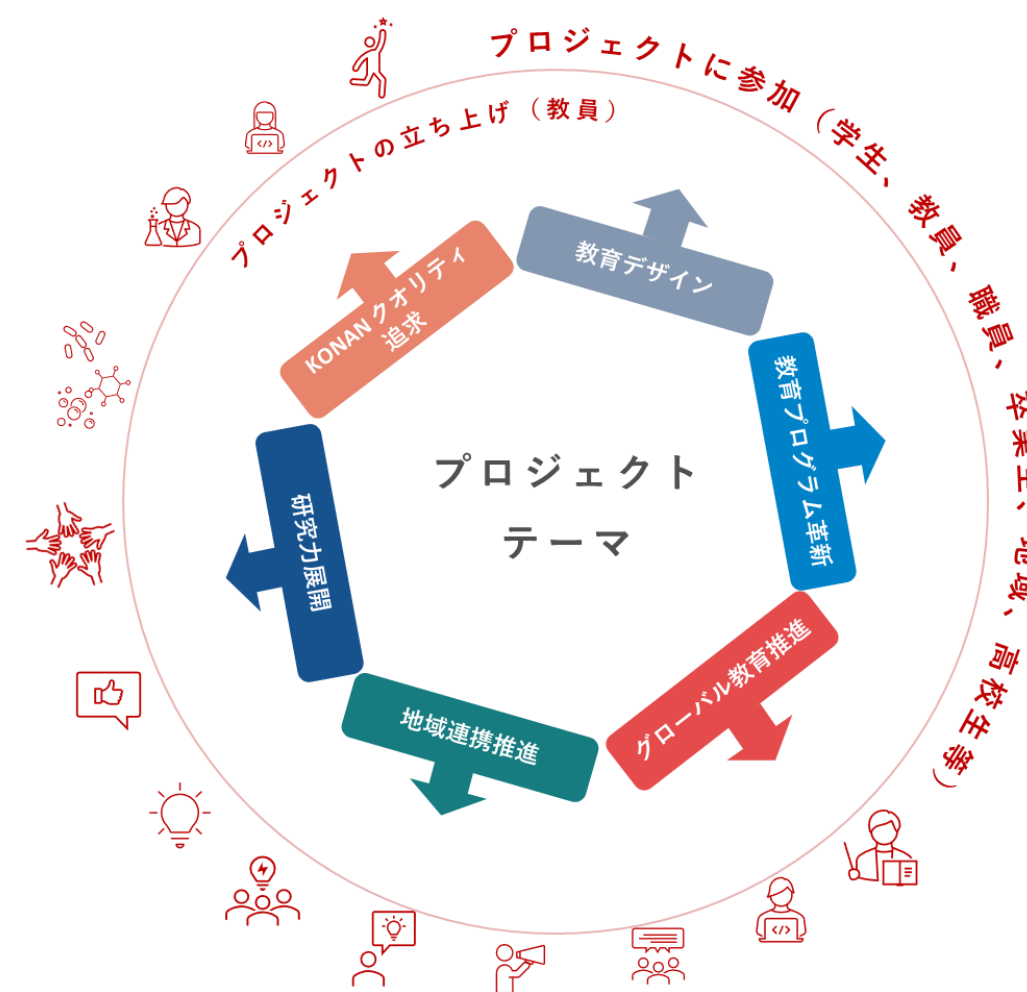 プロジェクトに参加（学生、教員、職員、卒業生、地域、高校生等）
プロジェクトの立ち上げ（教員）
教育デザイン
教育プログラム革新
グローバル教育推進
地域連携推進
研究力展開
KONANクオリティ
追求
プロジェクト
テーマ